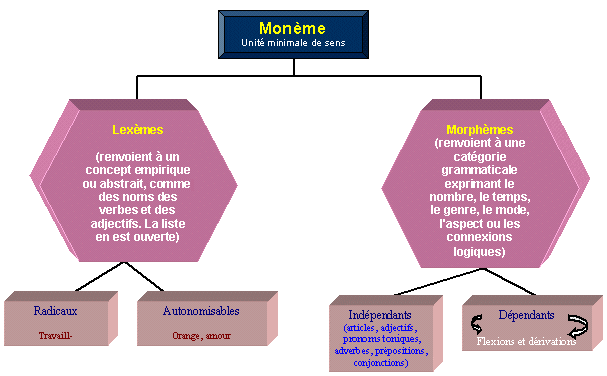 Monème
Unité minimale de sens
Lexèmes
(renvoient à un
concept empirique
ou abstrait, comme
des noms des
verbes et des
adjectifs. La liste
en est ouverte)
Morphèmes
(renvoient à une
catégorie
grammaticale
exprimant le
nombre, le temps,
le genre, le mode,
l'aspect ou les
connexions
logiques)
Radicaux
Travaill-
Autonomisables
Orange, amour
Indépendants
(articles, adjectifs,
pronoms toniques,
adverbes, prépositions,
conjonctions)
Dépendants
Flexions et dérivations